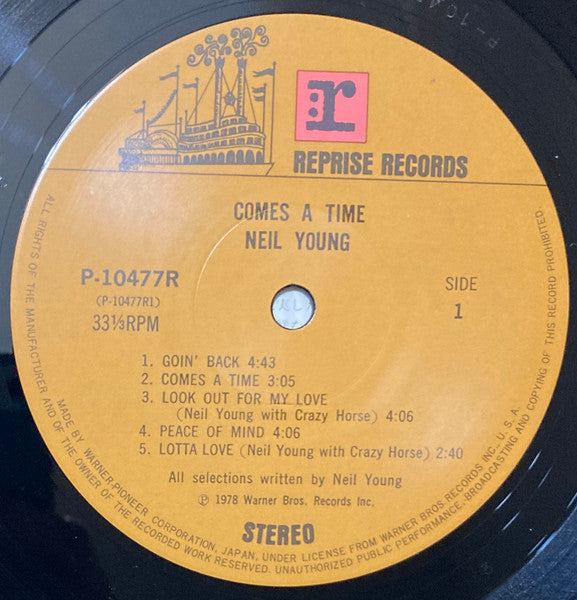 r
REPRISE RECORDS
COMES A TIME
NEIL YOUNG
P-10477R
(P-10477R1)
33⅓RPM
SIDE
1
1. GOIN' BACK 4:43
2. COMES A TIME 3:05
3. LOOK OUT FOR MY LOVE
(Neil Young with Crazy Horse) 4:06
4. PEACE OF MIND 4:06
5. LOTTA LOVE (Neil Young with Crazy Horse) 2:40
All selections written by Neil Young
℗ 1978 Warner Bros. Records Inc.
STEREO
MADE BY WARNER-PIONEER CORPORATION, JAPAN, UNDER LICENSE FROM WARNER BROS RECORDS INC., U.S.A.
ALL RIGHTS OF THE MANUFACTURER AND OF THE OWNER OF THE RECORDED WORK RESERVED. UNAUTHORIZED PUBLIC PERFORMANCE, BROADCASTING AND COPYING OF THIS RECORD PROHIBITED.